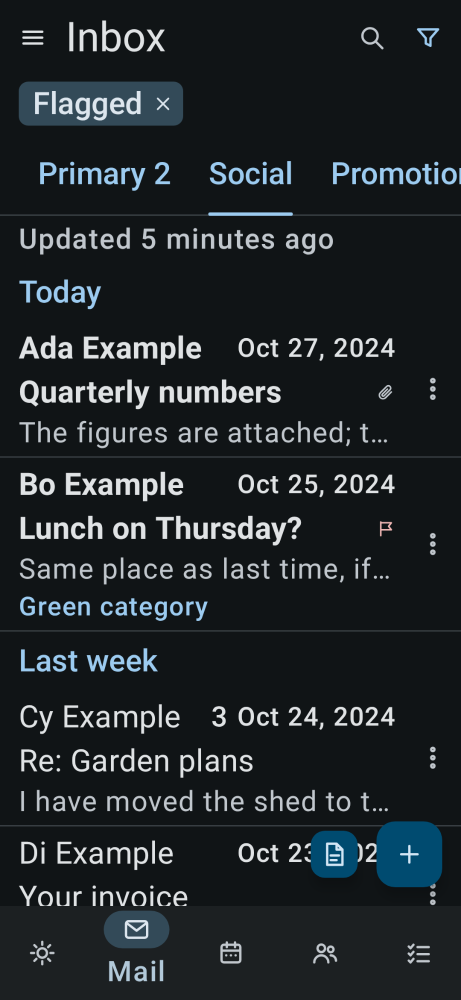 Inbox
Flagged
Primary 2 Social Promotio
Updated 5 minutes ago
Today
Ada Example Oct 27, 2024
Quarterly numbers
The figures are attached; t…
Bo Example Oct 25, 2024
Lunch on Thursday?
Same place as last time, if…
Green category
Last week
Cy Example 3 Oct 24, 2024
Re: Garden plans
I have moved the shed to t…
Di Example Oct 23
Your invoice
Mail